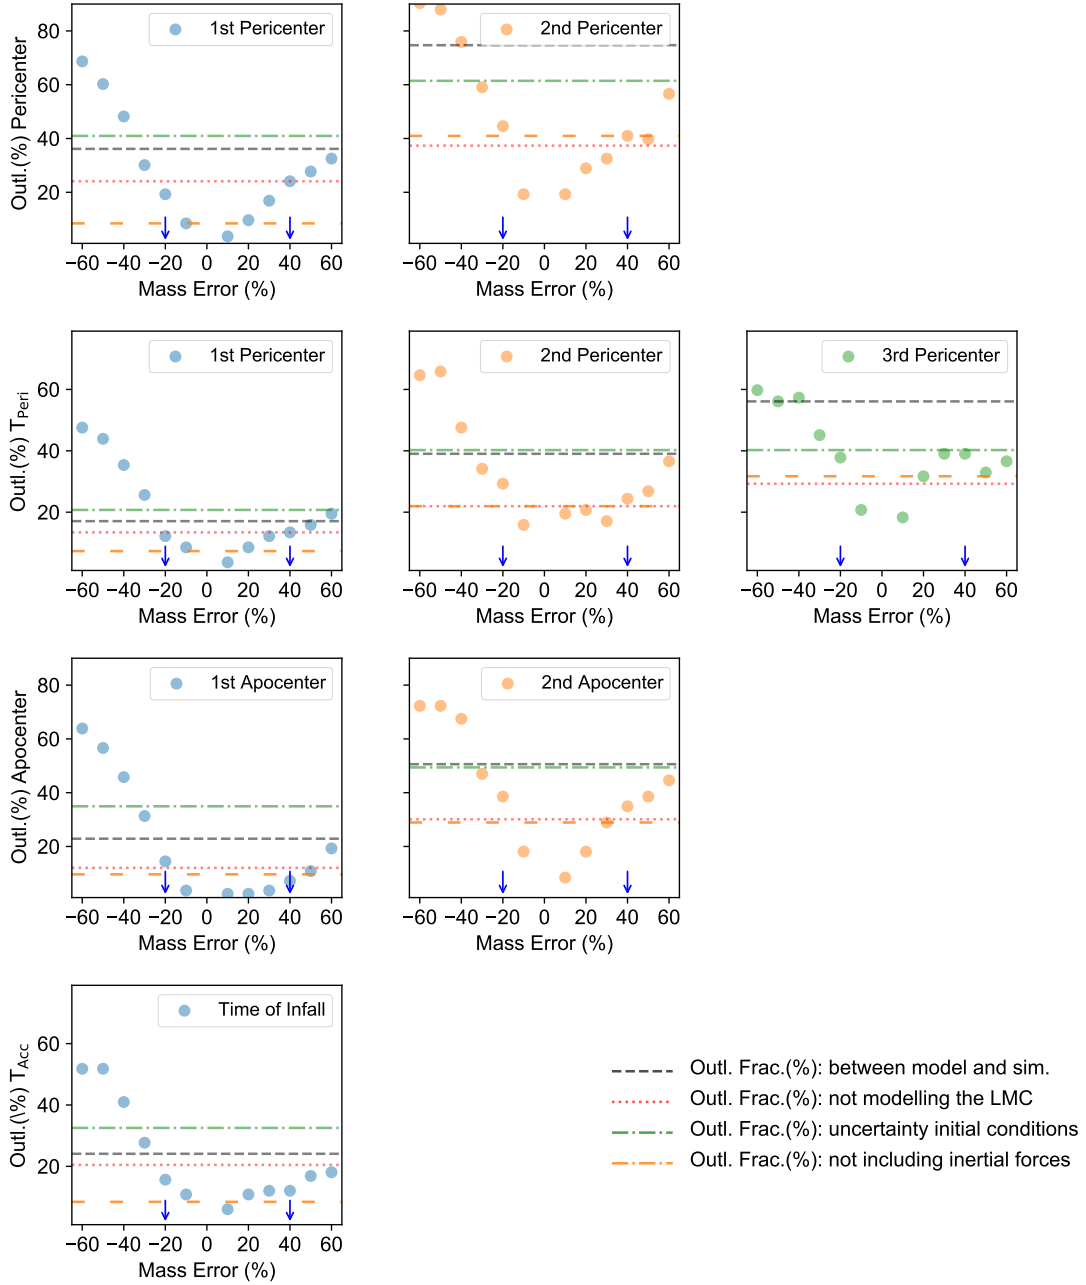 1st Pericenter
2nd Pericenter
Outl.(%) Pericenter
80
60
40
20
−60 −40 −20 0 20 40 60
−60 −40 −20 0 20 40 60
Mass Error (%)
Mass Error (%)
1st Pericenter
2nd Pericenter
3rd Pericenter
Outl.(%) T_Peri
60
40
20
−60 −40 −20 0 20 40 60
−60 −40 −20 0 20 40 60
−60 −40 −20 0 20 40 60
Mass Error (%)
Mass Error (%)
Mass Error (%)
1st Apocenter
2nd Apocenter
Outl.(%) Apocenter
80
60
40
20
−60 −40 −20 0 20 40 60
−60 −40 −20 0 20 40 60
Mass Error (%)
Mass Error (%)
Time of Infall
Outl.(\%) T_Acc
60
40
20
−60 −40 −20 0 20 40 60
Mass Error (%)
Outl. Frac.(%): between model and sim.
Outl. Frac.(%): not modelling the LMC
Outl. Frac.(%): uncertainty initial conditions
Outl. Frac.(%): not including inertial forces